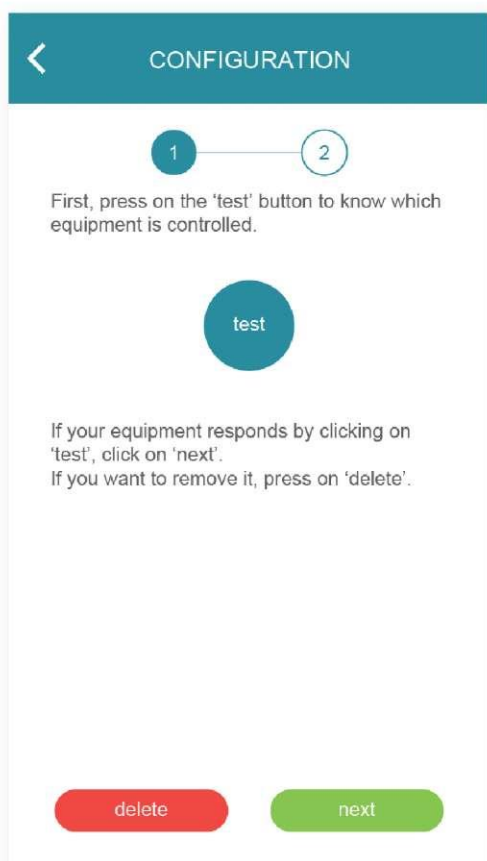 CONFIGURATION
1
2
First, press on the ‘test’ button to know which
equipment is controlled.
test
If your equipment responds by clicking on
‘test’, click on ‘next’.
If you want to remove it, press on ‘delete’.
delete
next